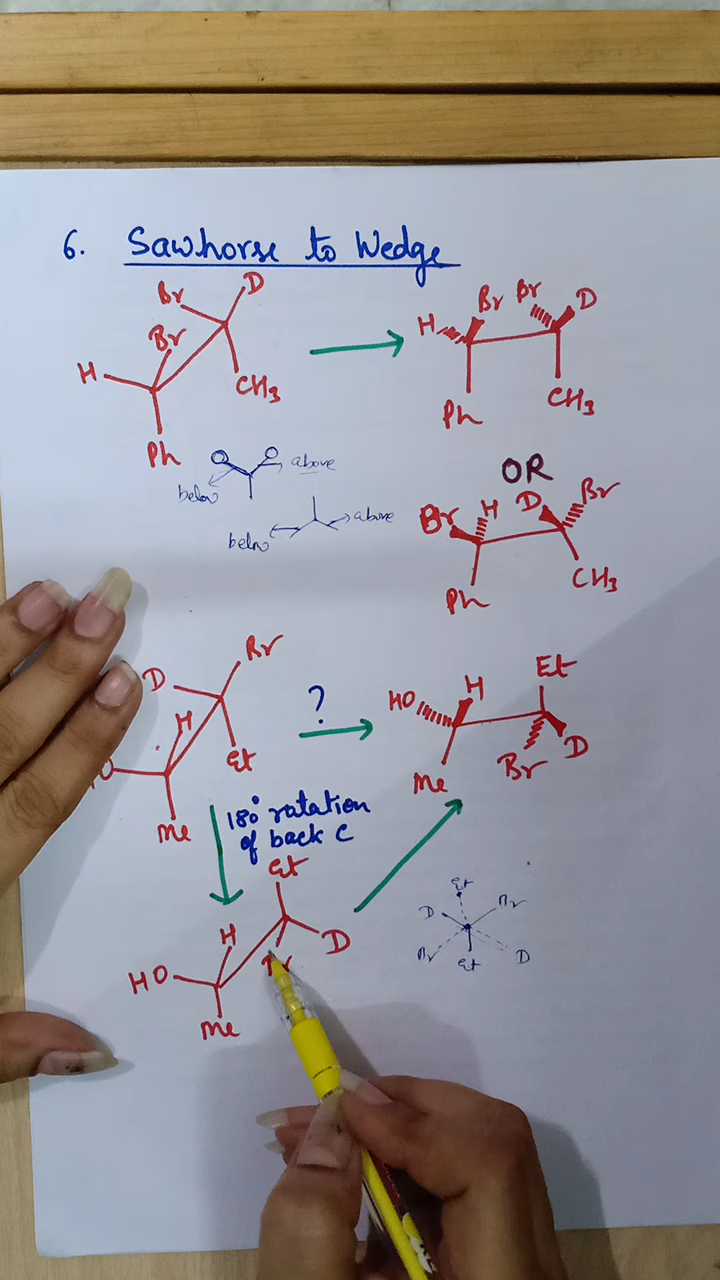 6. Sawhorse to Wedge
Br D
Br
H
CH3
Ph
H Br Br D
Ph
CH3
below
above
below
above
OR
Br H D Br
Ph
CH3
D Br
H
Et
Me
?
HO H Et
Me
Br D
180° ratation
of back C
Et
H
D
HO
Me
Et
D Br
Br Et D